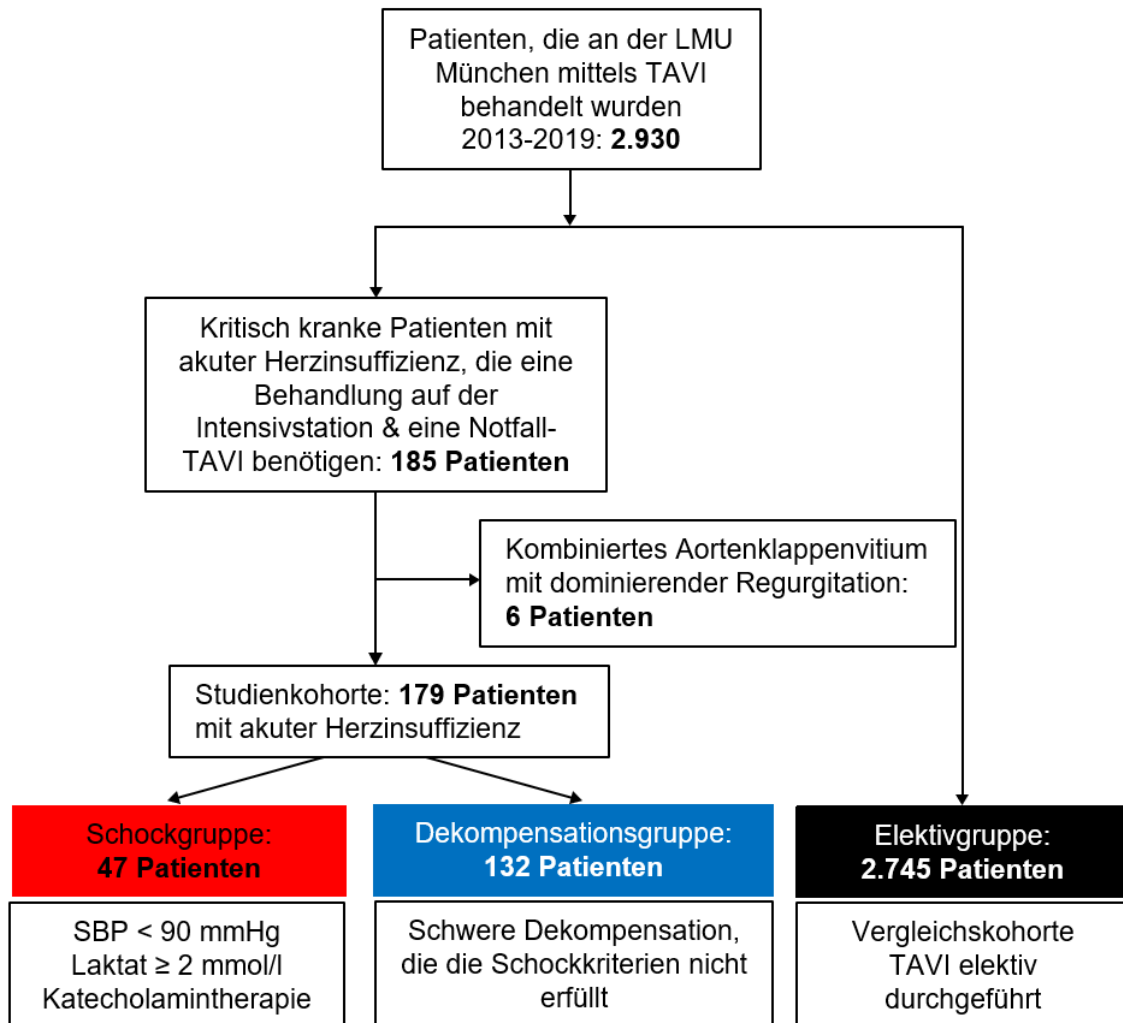 Patienten, die an der LMU
München mittels TAVI
behandelt wurden
2013-2019: 2.930
Kritisch kranke Patienten mit
akuter Herzinsuffizienz, die eine
Behandlung auf der
Intensivstation & eine Notfall-
TAVI benötigen: 185 Patienten
Kombiniertes Aortenklappenvitium
mit dominierender Regurgitation:
6 Patienten
Studienkohorte: 179 Patienten
mit akuter Herzinsuffizienz
Schockgruppe:
47 Patienten
SBP < 90 mmHg
Laktat ≥ 2 mmol/l
Katecholamintherapie
Dekompensationsgruppe:
132 Patienten
Schwere Dekompensation,
die die Schockkriterien nicht
erfüllt
Elektivgruppe:
2.745 Patienten
Vergleichskohorte
TAVI elektiv
durchgeführt